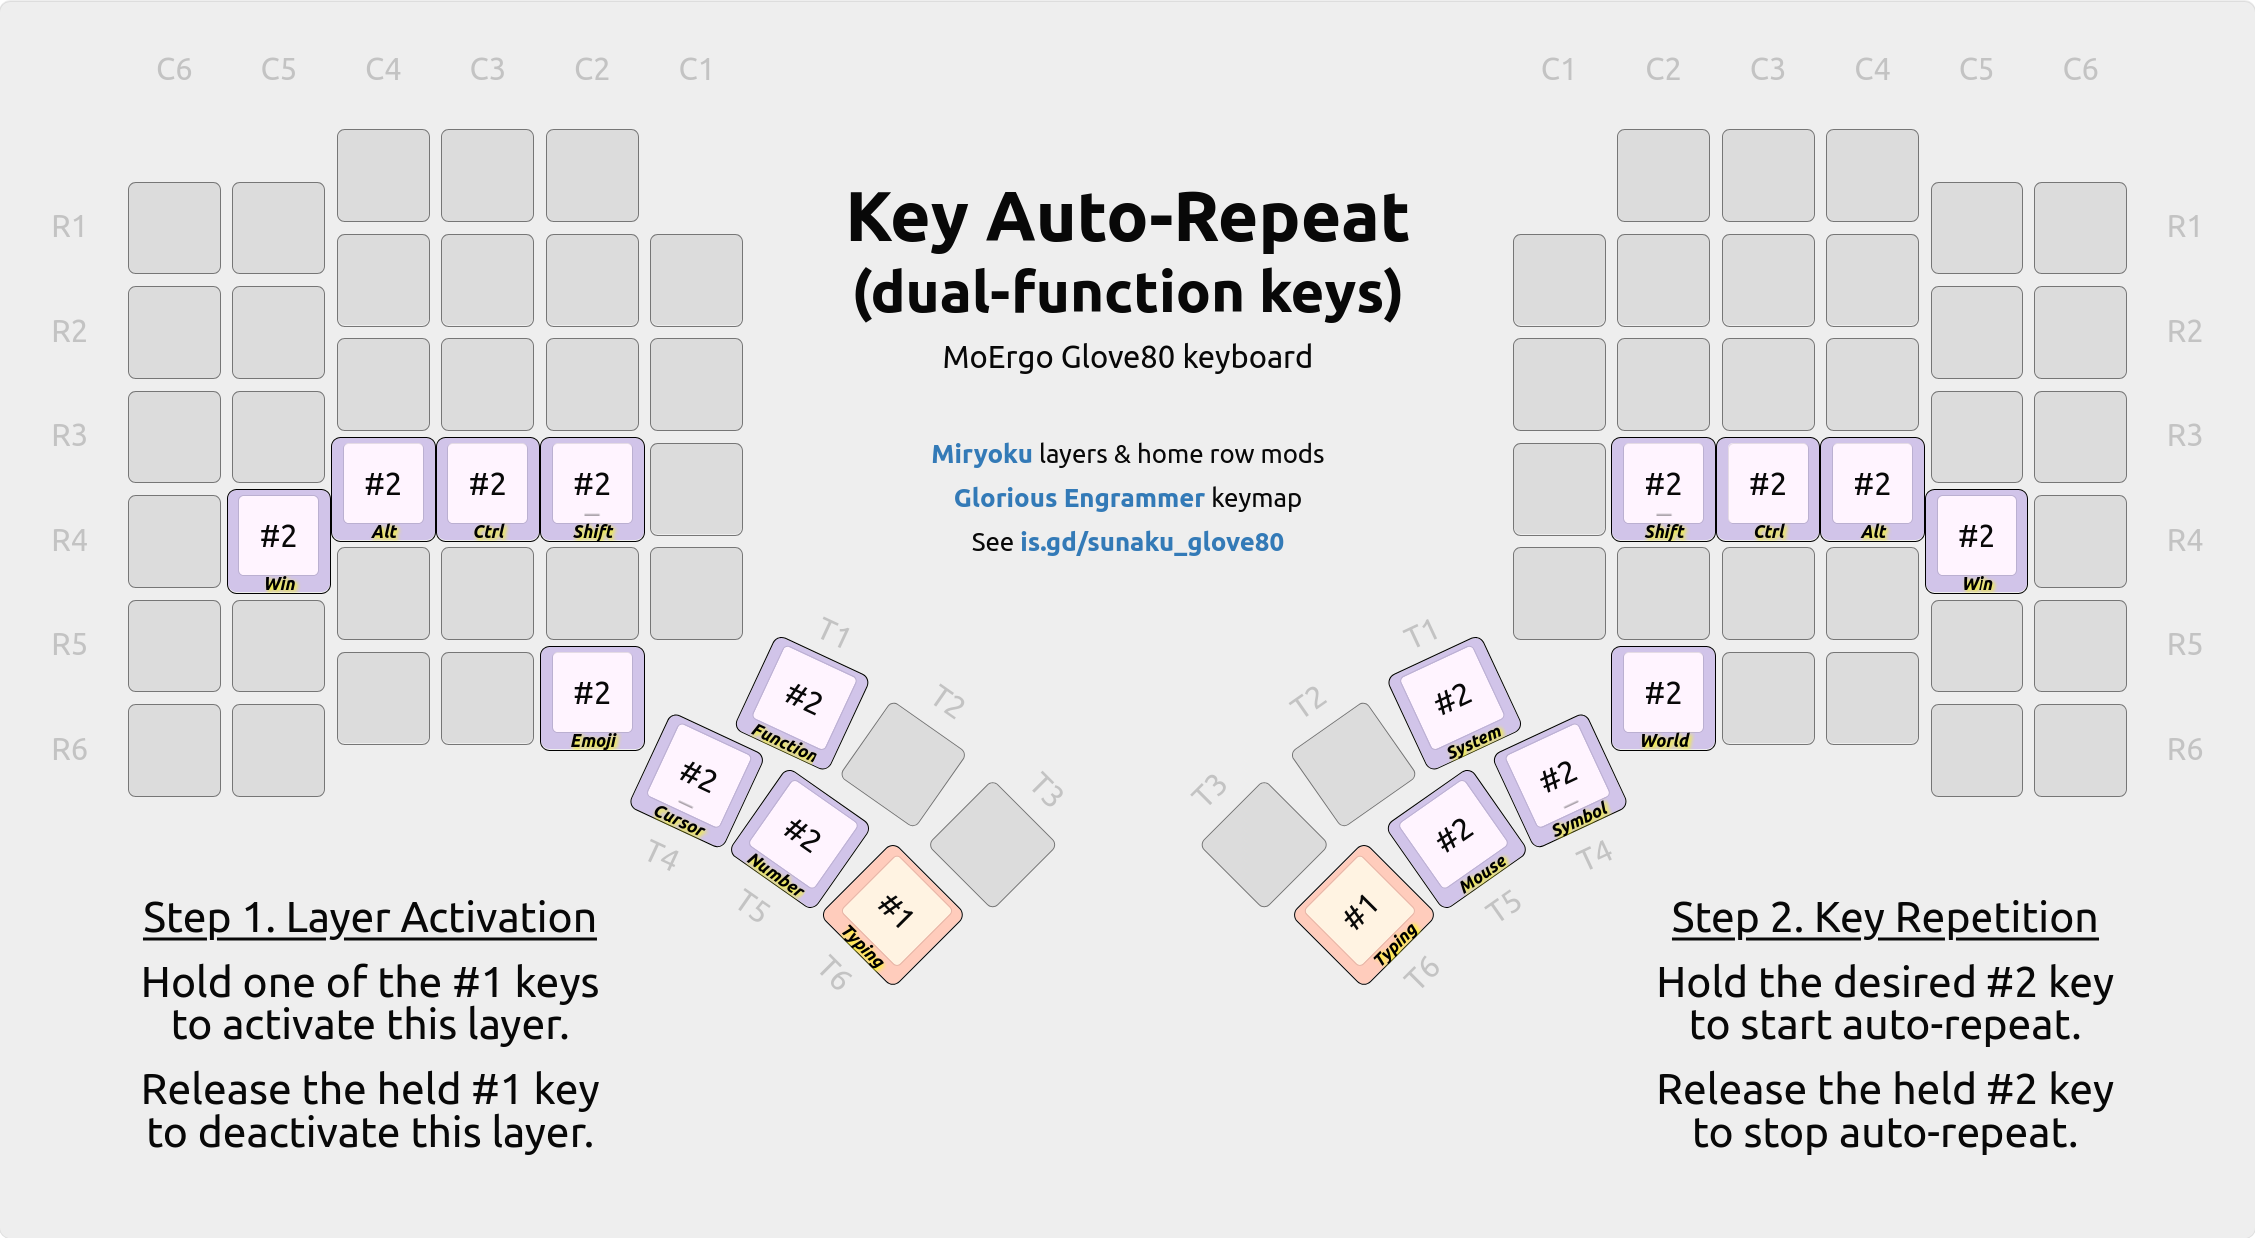 C6 C5 C4 C3 C2 C1
C1 C2 C3 C4 C5 C6
R1
R2
R3
R4
R5
R6
R1
R2
R3
R4
R5
R6
Key Auto-Repeat
(dual-function keys)
MoErgo Glove80 keyboard
Miryoku layers & home row mods
Glorious Engrammer keymap
See is.gd/sunaku_glove80
#2
Win
#2
Alt
#2
Ctrl
#2
_
Shift
#2
_
Shift
#2
Ctrl
#2
Alt
#2
Win
#2
Emoji
T1
#2
Function
T2
T3
#2
_
Cursor
T4
#2
Number
T5
#1
Typing
T6
T1
#2
System
T2
T3
#2
World
#2
_
Symbol
T4
#2
Mouse
T5
#1
Typing
T6
Step 1. Layer Activation
Hold one of the #1 keys
to activate this layer.
Release the held #1 key
to deactivate this layer.
Step 2. Key Repetition
Hold the desired #2 key
to start auto-repeat.
Release the held #2 key
to stop auto-repeat.